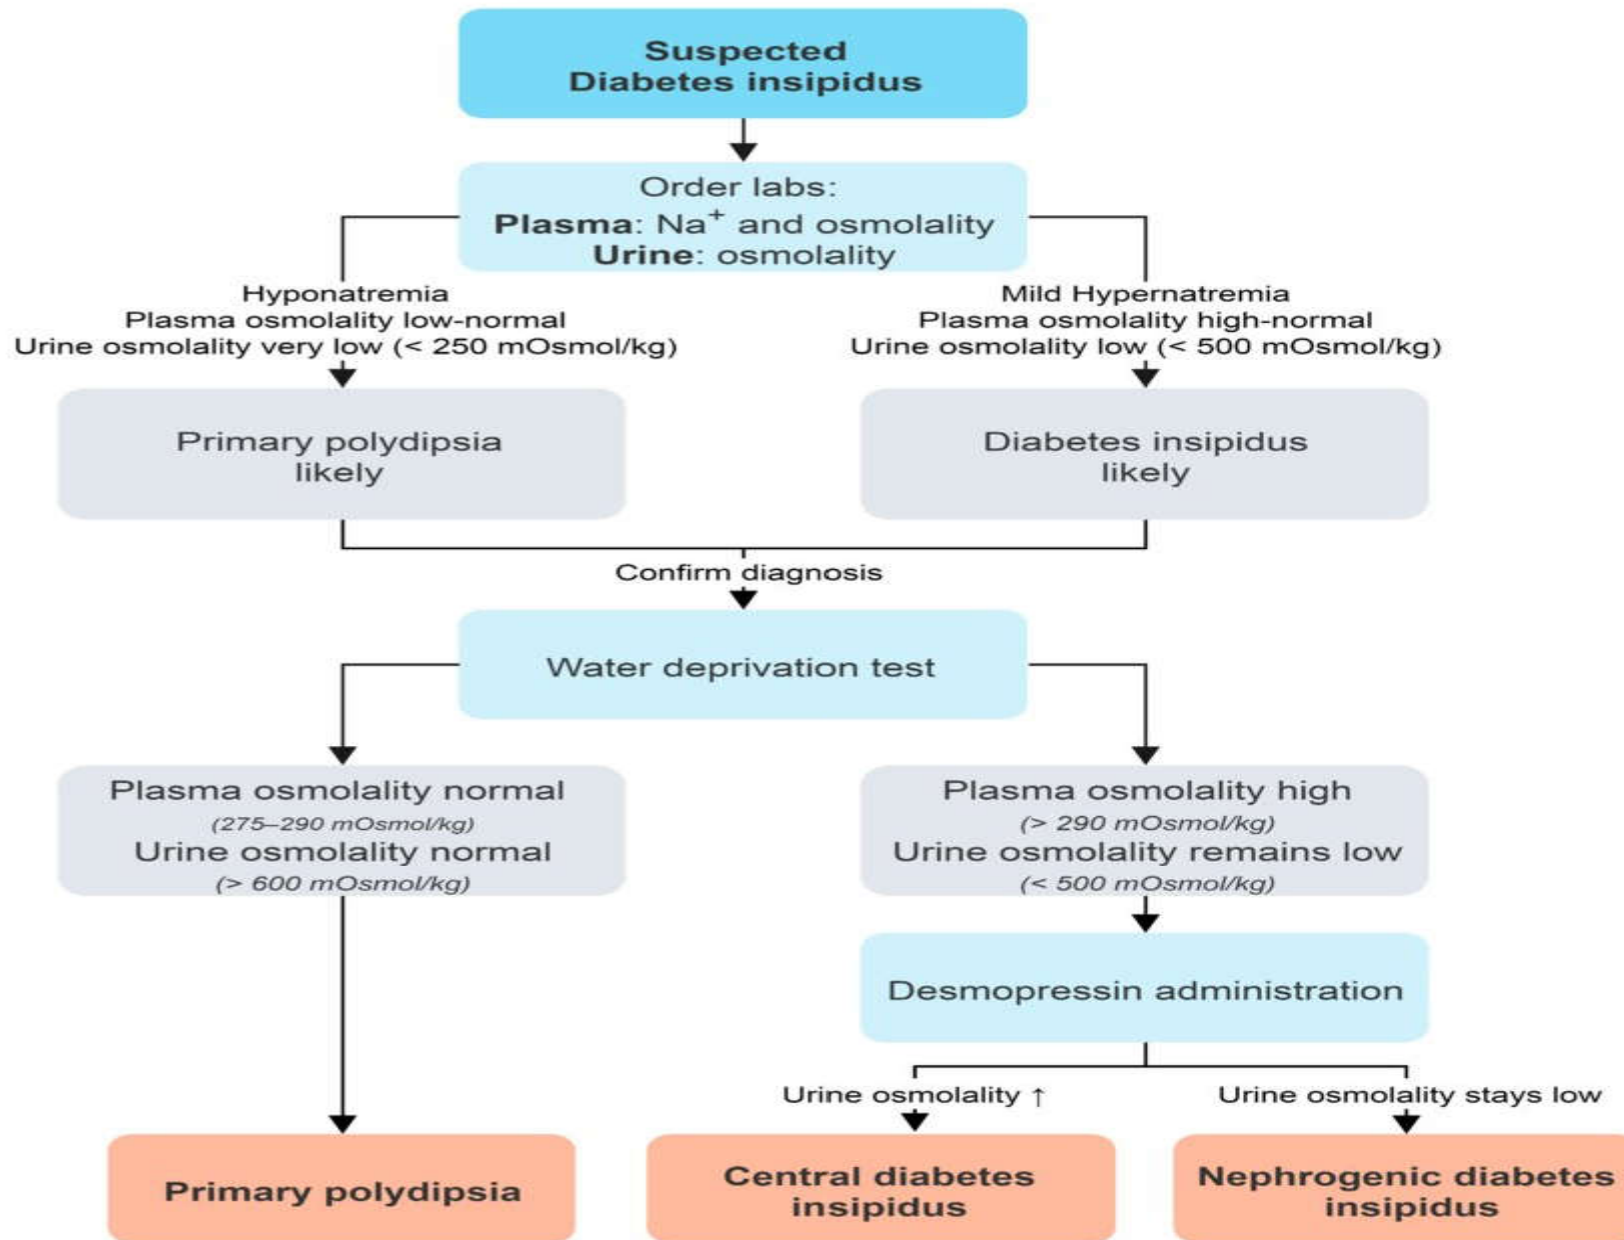 Suspected
Diabetes insipidus
Order labs:
Plasma: Na⁺ and osmolality
Urine: osmolality
Hyponatremia
Plasma osmolality low-normal
Urine osmolality very low (< 250 mOsmol/kg)
Mild Hypernatremia
Plasma osmolality high-normal
Urine osmolality low (< 500 mOsmol/kg)
Primary polydipsia
likely
Diabetes insipidus
likely
Confirm diagnosis
Water deprivation test
Plasma osmolality normal
(275–290 mOsmol/kg)
Urine osmolality normal
(> 600 mOsmol/kg)
Plasma osmolality high
(> 290 mOsmol/kg)
Urine osmolality remains low
(< 500 mOsmol/kg)
Desmopressin administration
Urine osmolality ↑
Urine osmolality stays low
Primary polydipsia
Central diabetes
insipidus
Nephrogenic diabetes
insipidus